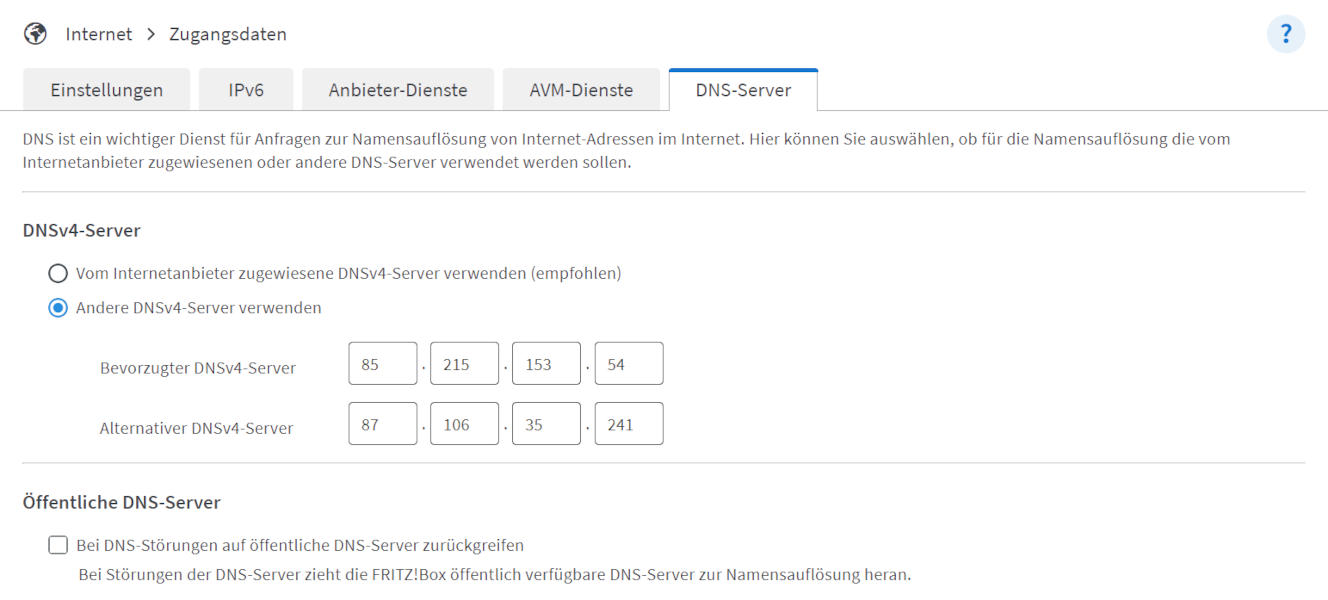 Internet > Zugangsdaten
?
Einstellungen IPv6 Anbieter-Dienste AVM-Dienste DNS-Server
DNS ist ein wichtiger Dienst für Anfragen zur Namensauflösung von Internet-Adressen im Internet. Hier können Sie auswählen, ob für die Namensauflösung die vom
Internetanbieter zugewiesenen oder andere DNS-Server verwendet werden sollen.
DNSv4-Server
Vom Internetanbieter zugewiesene DNSv4-Server verwenden (empfohlen)
Andere DNSv4-Server verwenden
Bevorzugter DNSv4-Server 85 . 215 . 153 . 54
Alternativer DNSv4-Server 87 . 106 . 35 . 241
Öffentliche DNS-Server
Bei DNS-Störungen auf öffentliche DNS-Server zurückgreifen
Bei Störungen der DNS-Server zieht die FRITZ!Box öffentlich verfügbare DNS-Server zur Namensauflösung heran.